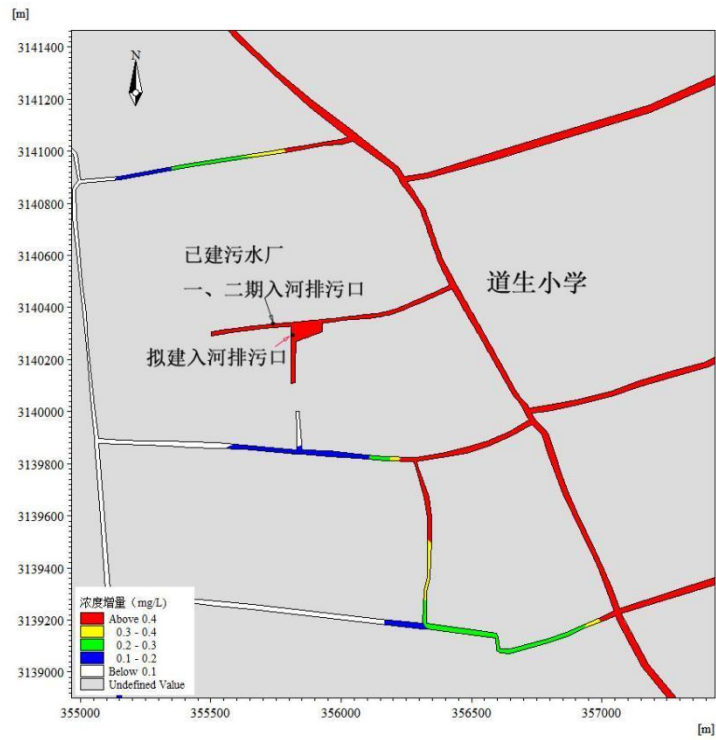 [m]
3141400
N
3141200
3141000
3140800
已建污水厂
道生小学
一、二期入河排污口
3140400
3140200
拟建入河排污口
3140000
3139800
3139600
3139400
浓度增量（mg/L）
Above 0.4
3139200
0.3 - 0.4
0.2 - 0.3
0.1 - 0.2
3139000
Below 0.1
Undefined Value
355000 355500 356000 356500 357000
[m]